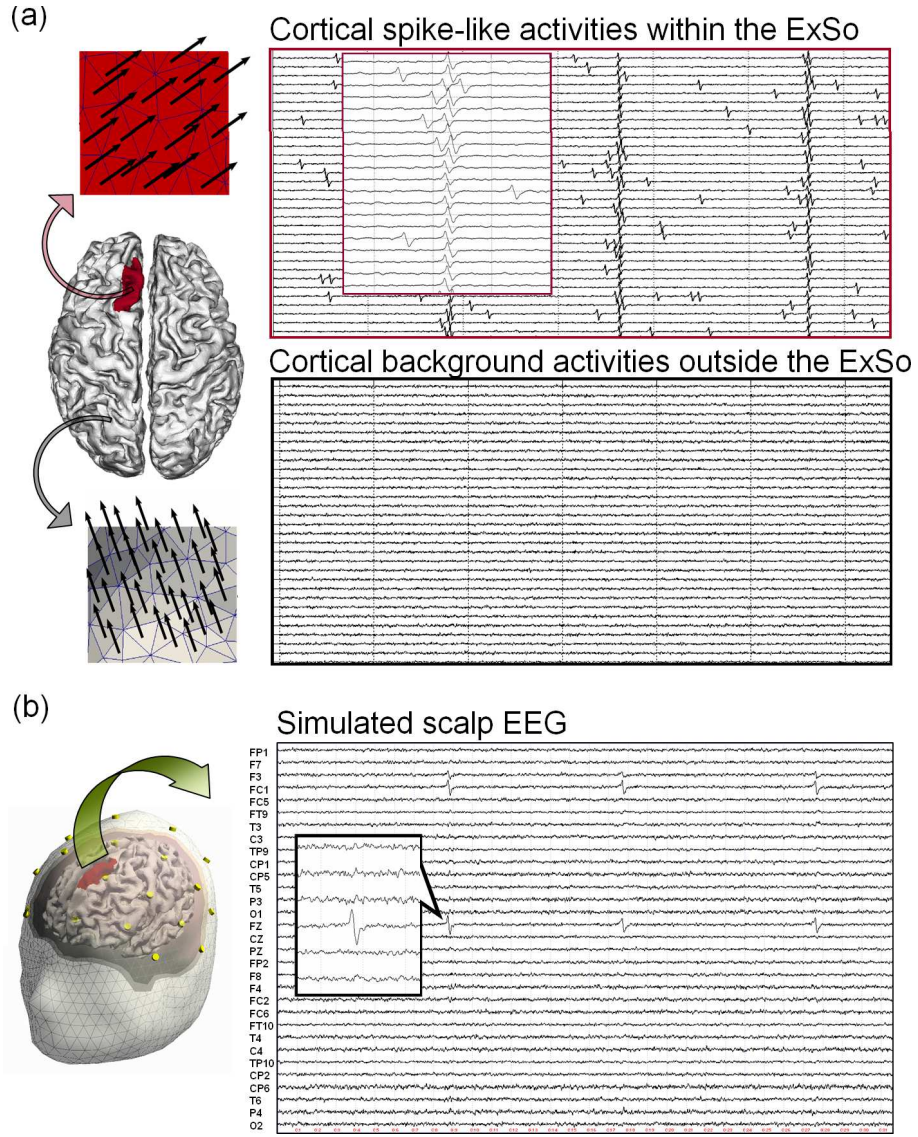 (a)
Cortical spike-like activities within the ExSo
Cortical background activities outside the ExSo
(b)
Simulated scalp EEG
FP1
F7
F3
FC1
FC5
FT9
T3
C3
TP9
CP1
CP5
T5
P3
O1
FZ
CZ
PZ
FP2
F8
F4
FC2
FC6
FT10
T4
C4
TP10
CP2
CP6
T6
P4
O2